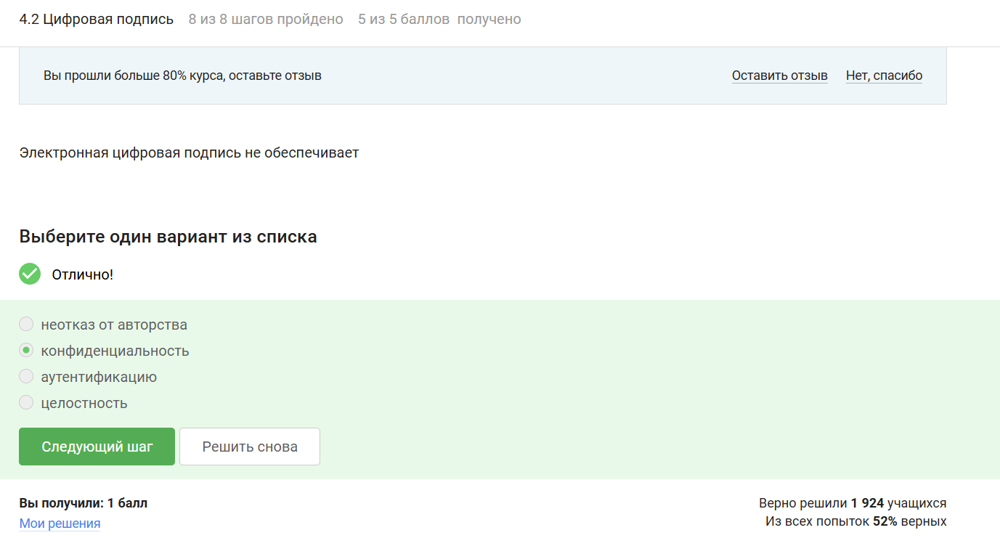 4.2 Цифровая подпись 8 из 8 шагов пройдено 5 из 5 баллов получено
Вы прошли больше 80% курса, оставьте отзыв Оставить отзыв Нет, спасибо
Электронная цифровая подпись не обеспечивает
Выберите один вариант из списка
Отлично!
неотказ от авторства
конфиденциальность
аутентификацию
целостность
Следующий шаг Решить снова
Вы получили: 1 балл Верно решили 1 924 учащихся
Мои решения Из всех попыток 52% верных